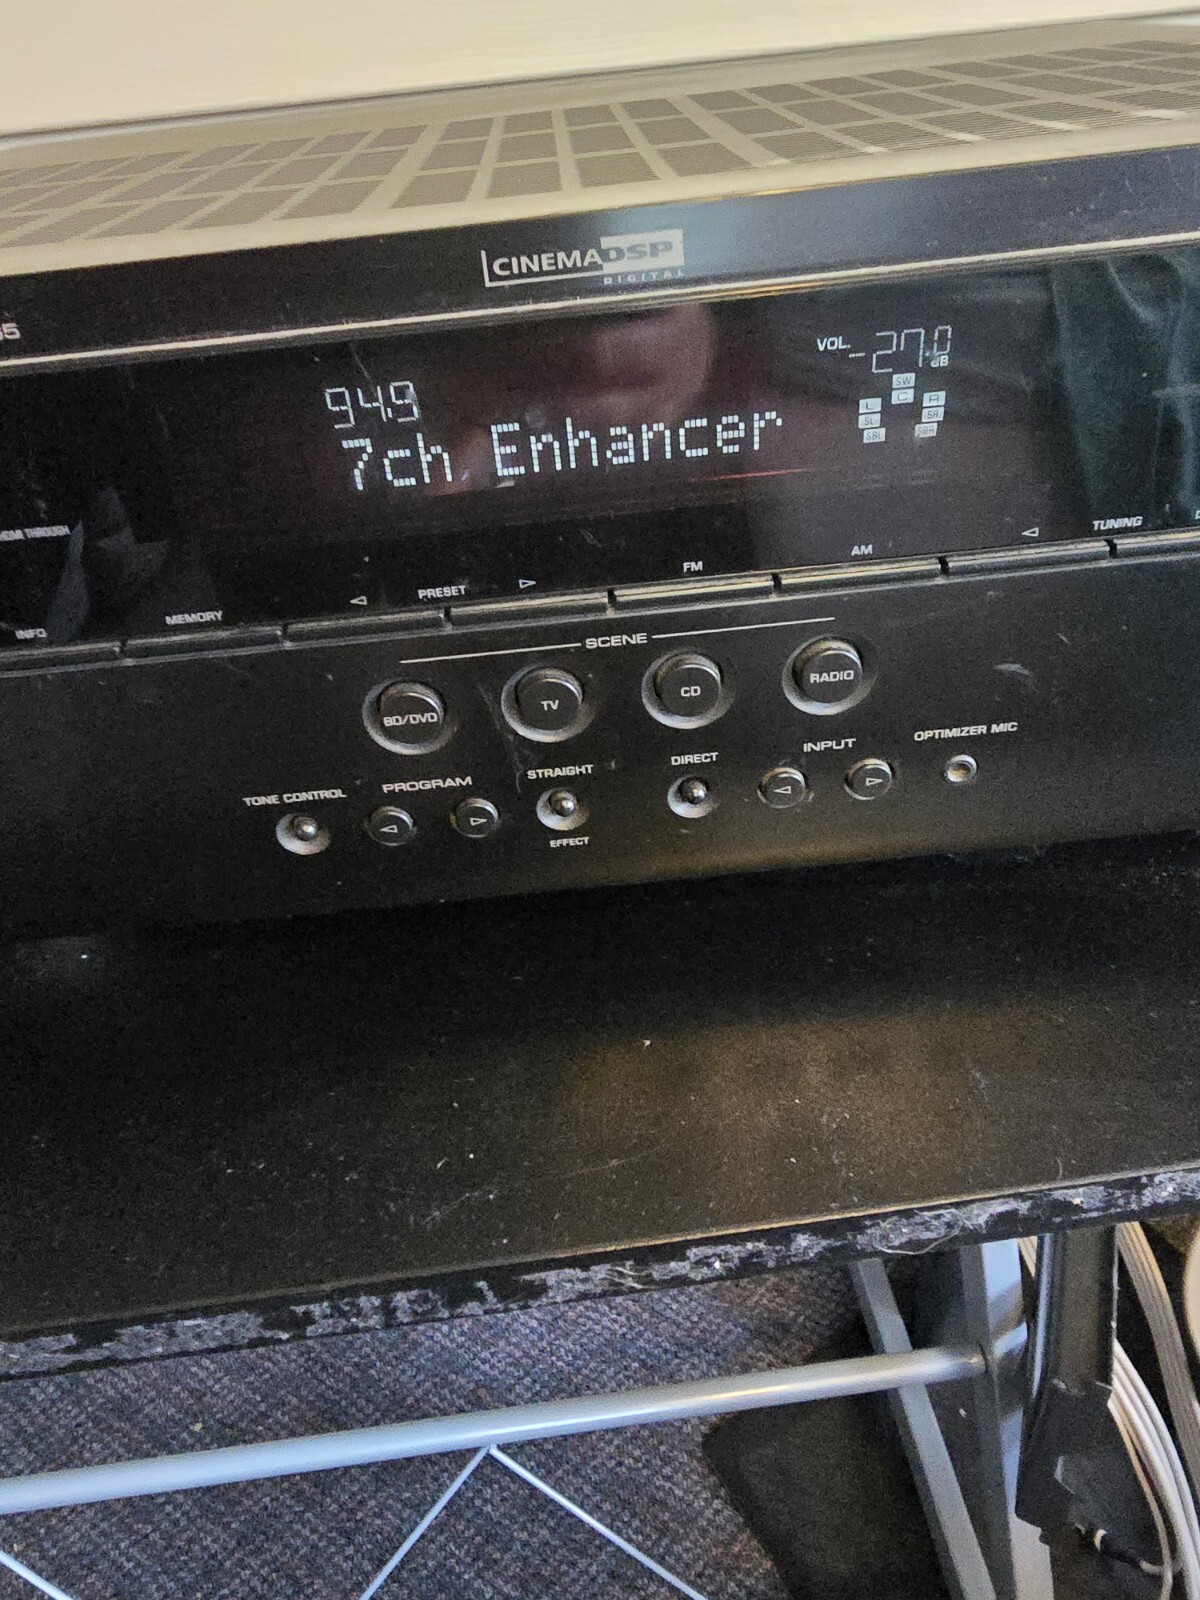 CINEMA DSP
DIGITAL
VOL. -27.0 dB
94.9
SW
L C R
SL SR
SBL SBR
7ch Enhancer
TUNING
AM
FM
PRESET
MEMORY
INFO
THROUGH
SCENE
BD/DVD TV CD RADIO
OPTIMIZER MIC
INPUT
DIRECT
STRAIGHT
PROGRAM
TONE CONTROL
EFFECT